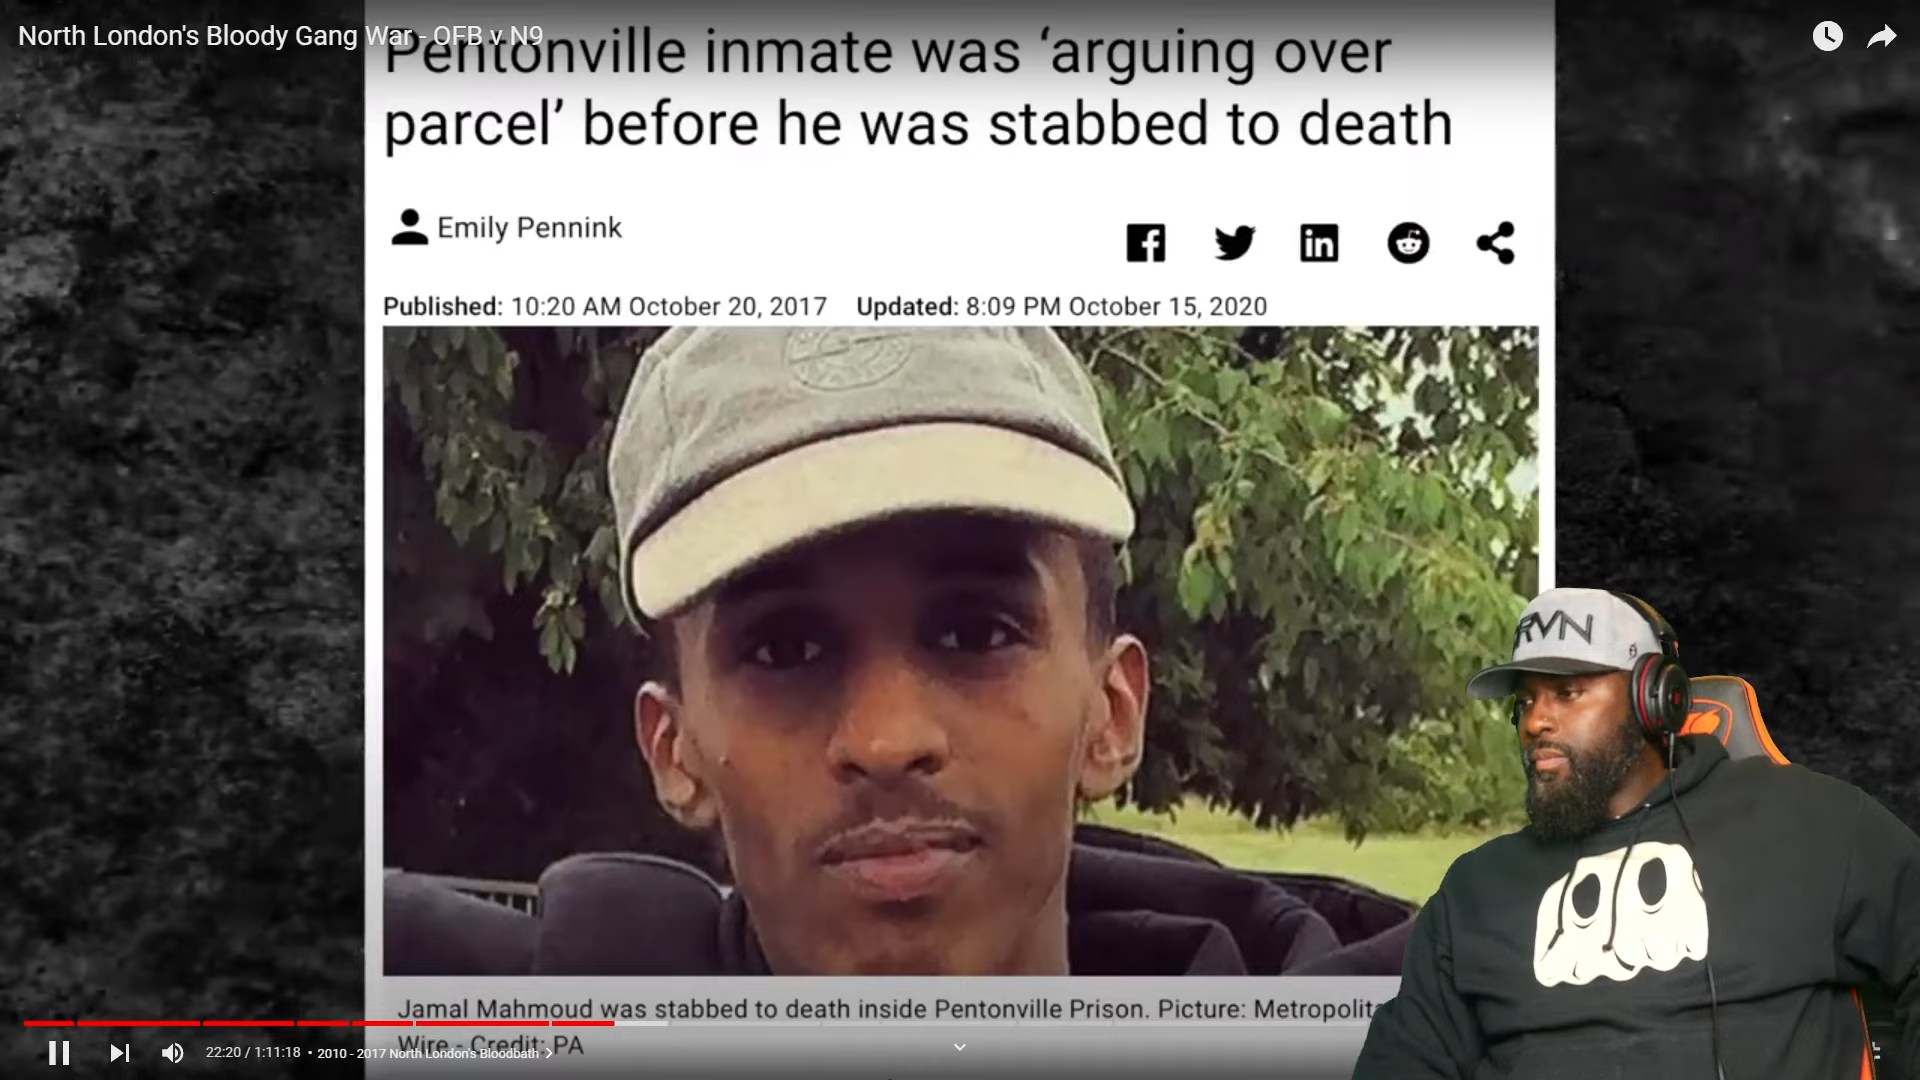 North London's Bloody Gang War - OFB v N9
Pentonville inmate was ‘arguing over
parcel’ before he was stabbed to death
Emily Pennink
Published: 10:20 AM October 20, 2017 Updated: 8:09 PM October 15, 2020
RVN
Jamal Mahmoud was stabbed to death inside Pentonville Prison. Picture: Metropolit
Wire - Credit: PA
22:20 / 1:11:18 • 2010 - 2017 North London's Bloodbath